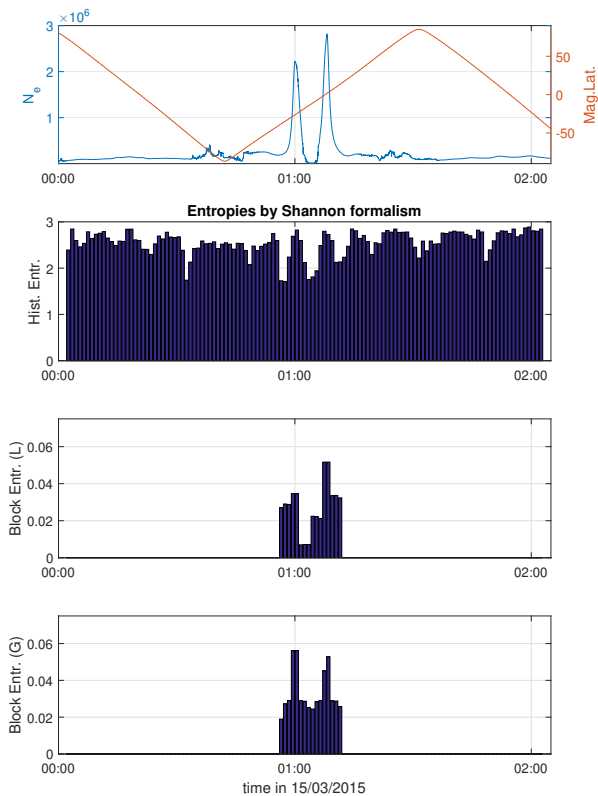 ×10⁶
3
2
1
N_e
50
0
-50
Mag.Lat.
00:00 01:00 02:00
Entropies by Shannon formalism
3
2
1
0
Hist. Entr.
00:00 01:00 02:00
0.06
0.04
0.02
0
Block Entr. (L)
00:00 01:00 02:00
0.06
0.04
0.02
0
Block Entr. (G)
00:00 01:00 02:00
time in 15/03/2015